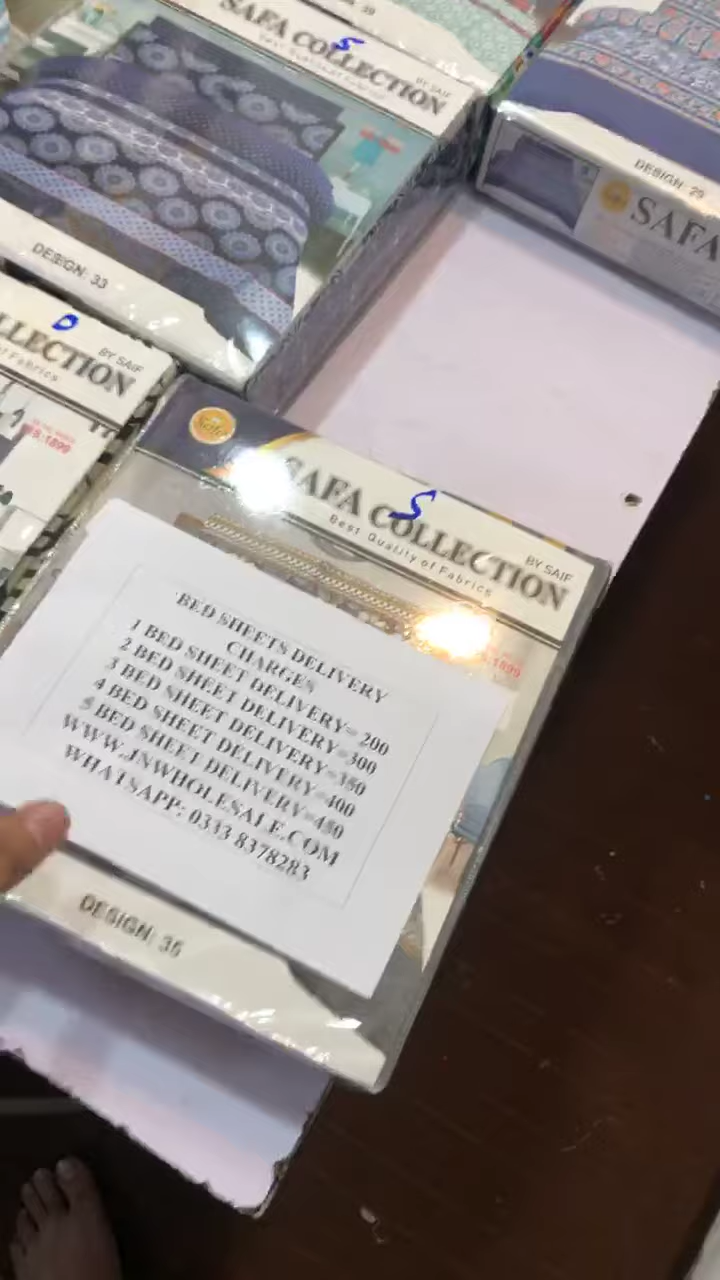 SAFA COLLECTION
BY SAIF
S
DESIGN: 33
DESIGN: 29
SAFA
D
LLECTION
BY SAIF
of Fabrics
1899
Safa
SAFA COLLECTION
S
Best Quality of Fabrics
BY SAIF
1899
BED SHEETS DELIVERY
CHARGES
1 BED SHEET DELIVERY= 200
2 BED SHEET DELIVERY=300
3 BED SHEET DELIVERY=350
4 BED SHEET DELIVERY=400
5 BED SHEET DELIVERY=450
WWW.JNWHOLESALE.COM
WHATSAPP: 0333 8378283
DESIGN: 35